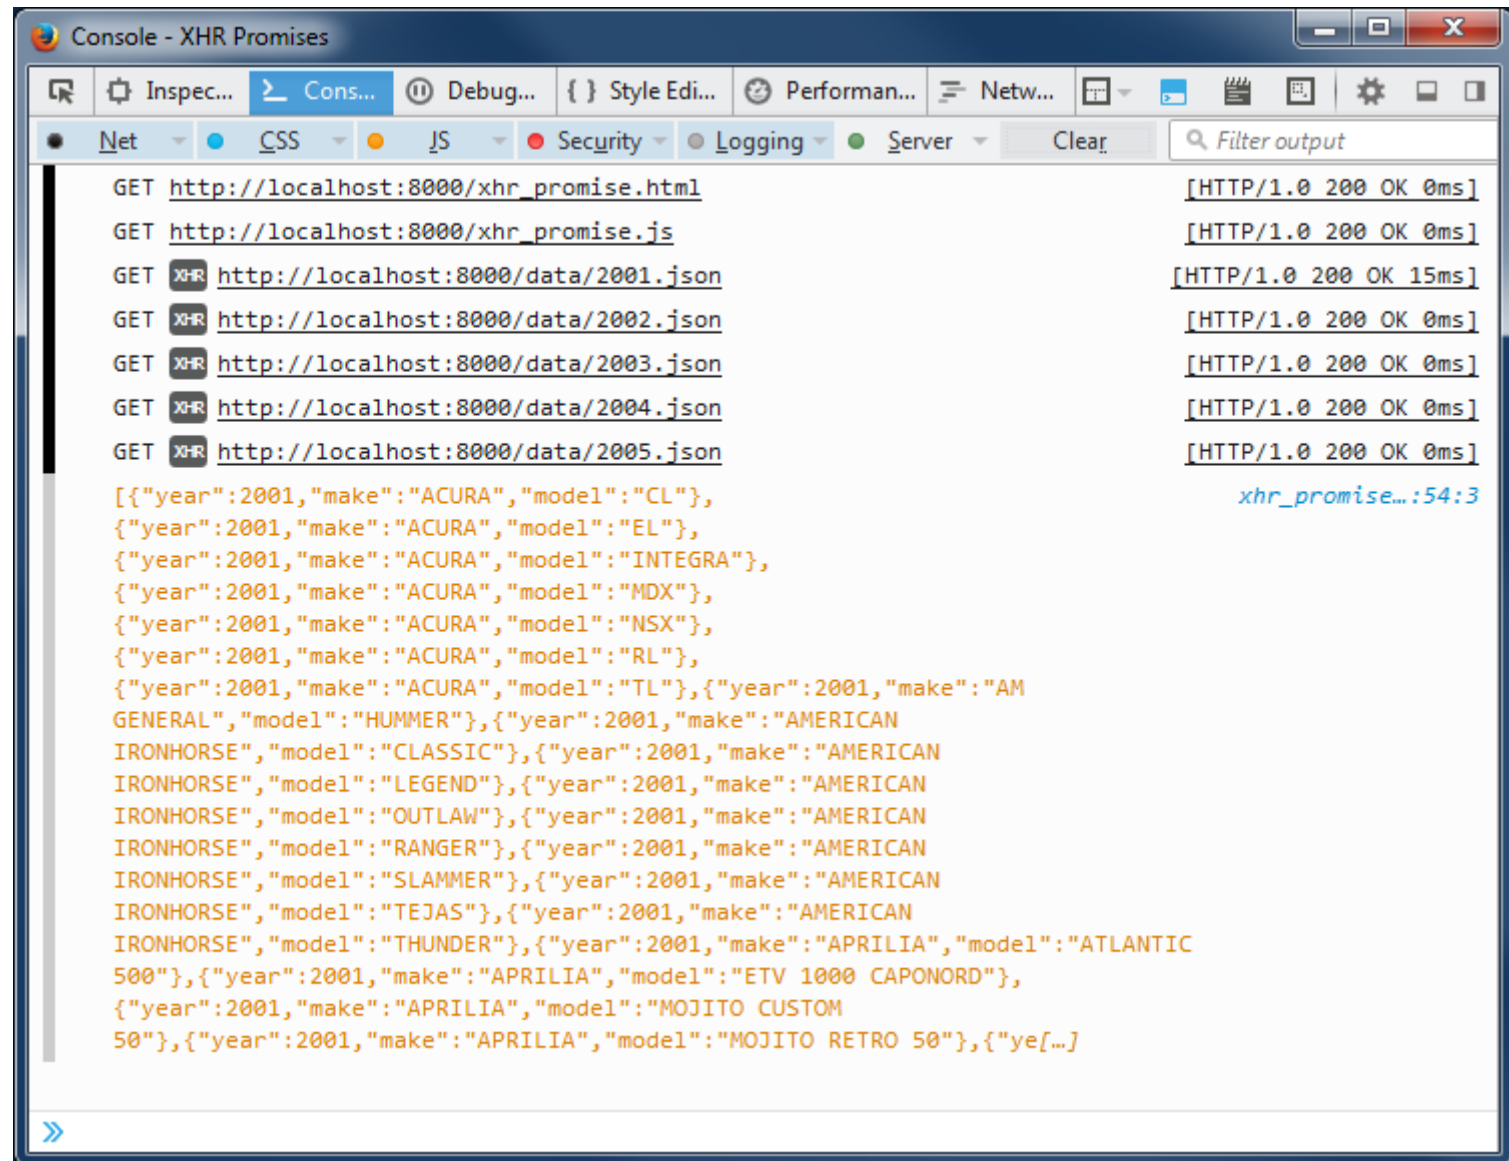 Console - XHR Promises
Inspec... Cons... Debug... { } Style Edi... Performan... Netw...
Net CSS JS Security Logging Server Clear Filter output
GET http://localhost:8000/xhr_promise.html [HTTP/1.0 200 OK 0ms]
GET http://localhost:8000/xhr_promise.js [HTTP/1.0 200 OK 0ms]
GET XHR http://localhost:8000/data/2001.json [HTTP/1.0 200 OK 15ms]
GET XHR http://localhost:8000/data/2002.json [HTTP/1.0 200 OK 0ms]
GET XHR http://localhost:8000/data/2003.json [HTTP/1.0 200 OK 0ms]
GET XHR http://localhost:8000/data/2004.json [HTTP/1.0 200 OK 0ms]
GET XHR http://localhost:8000/data/2005.json [HTTP/1.0 200 OK 0ms]
[{"year":2001,"make":"ACURA","model":"CL"}, xhr_promise…:54:3
{"year":2001,"make":"ACURA","model":"EL"},
{"year":2001,"make":"ACURA","model":"INTEGRA"},
{"year":2001,"make":"ACURA","model":"MDX"},
{"year":2001,"make":"ACURA","model":"NSX"},
{"year":2001,"make":"ACURA","model":"RL"},
{"year":2001,"make":"ACURA","model":"TL"},{"year":2001,"make":"AM
GENERAL","model":"HUMMER"},{"year":2001,"make":"AMERICAN
IRONHORSE","model":"CLASSIC"},{"year":2001,"make":"AMERICAN
IRONHORSE","model":"LEGEND"},{"year":2001,"make":"AMERICAN
IRONHORSE","model":"OUTLAW"},{"year":2001,"make":"AMERICAN
IRONHORSE","model":"RANGER"},{"year":2001,"make":"AMERICAN
IRONHORSE","model":"SLAMMER"},{"year":2001,"make":"AMERICAN
IRONHORSE","model":"TEJAS"},{"year":2001,"make":"AMERICAN
IRONHORSE","model":"THUNDER"},{"year":2001,"make":"APRILIA","model":"ATLANTIC
500"},{"year":2001,"make":"APRILIA","model":"ETV 1000 CAPONORD"},
{"year":2001,"make":"APRILIA","model":"MOJITO CUSTOM
50"},{"year":2001,"make":"APRILIA","model":"MOJITO RETRO 50"},{"ye[…]